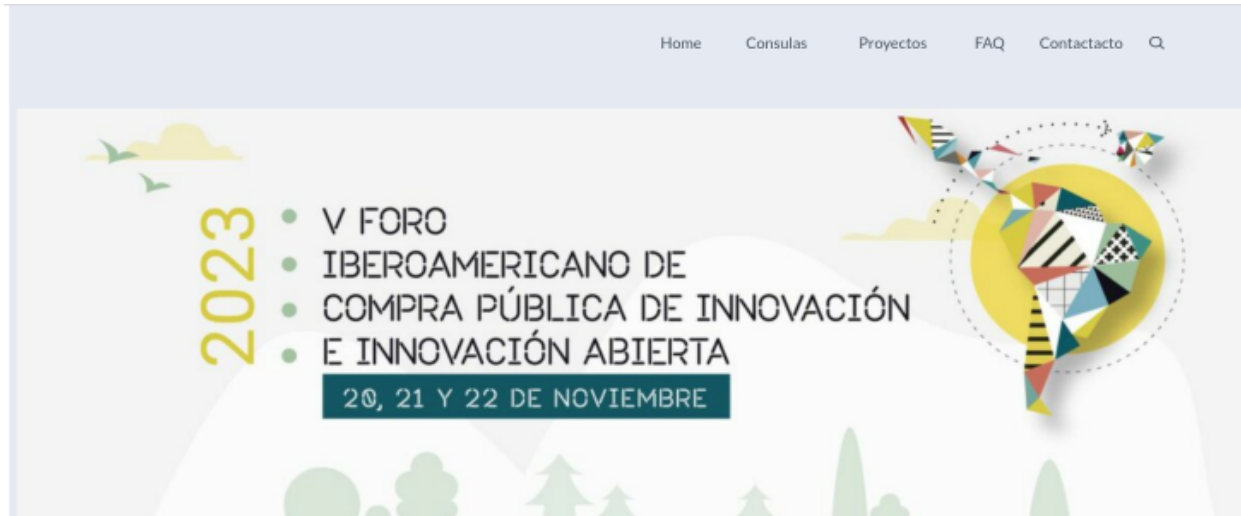 Home Consulas Proyectos FAQ Contactacto
2023
V FORO
IBEROAMERICANO DE
COMPRA PÚBLICA DE INNOVACIÓN
E INNOVACIÓN ABIERTA
20, 21 Y 22 DE NOVIEMBRE